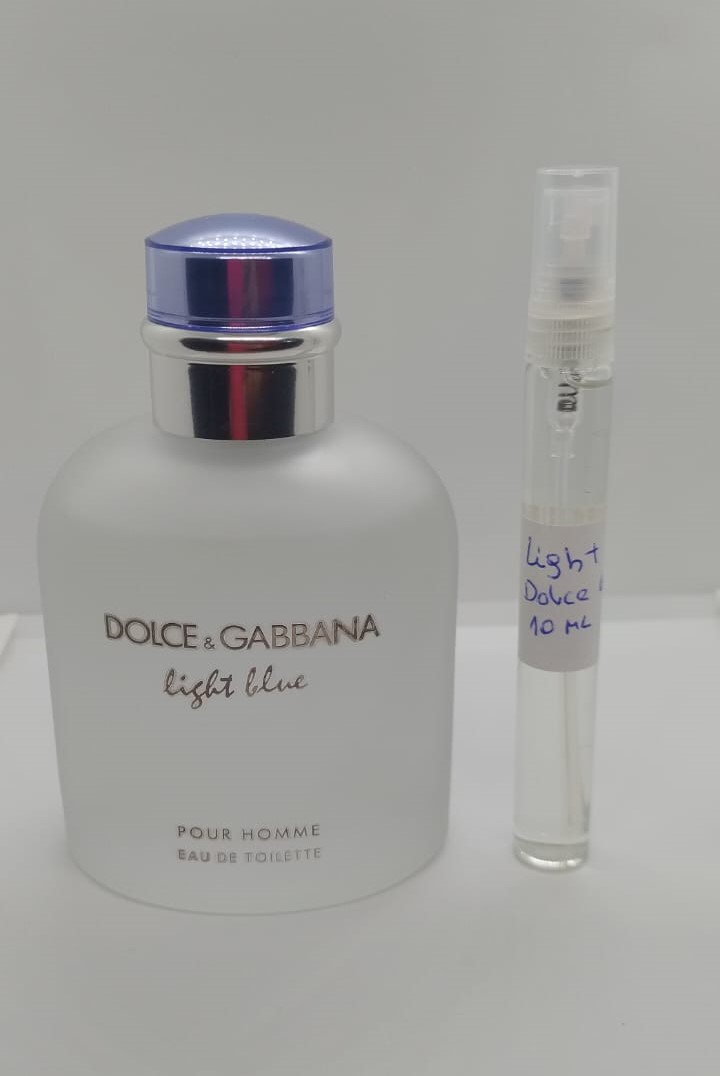 DOLCE & GABBANA
light blue
POUR HOMME
EAU DE TOILETTE
Light
Dolce
10 ML